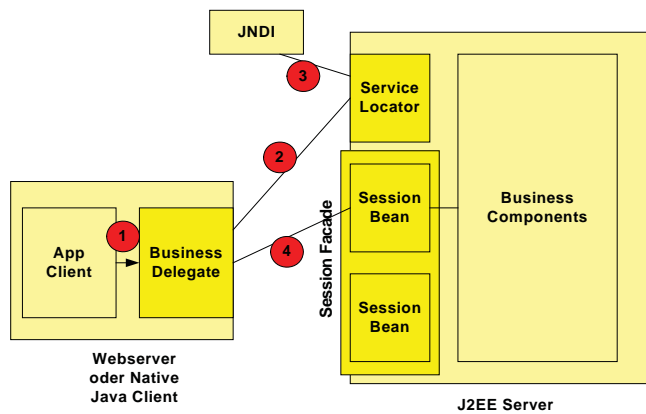 JNDI
3
Service
Locator
2
Session Facade
Session
Bean
Business
Components
1
App
Client
Business
Delegate
4
Session
Bean
Webserver
oder Native
Java Client
J2EE Server